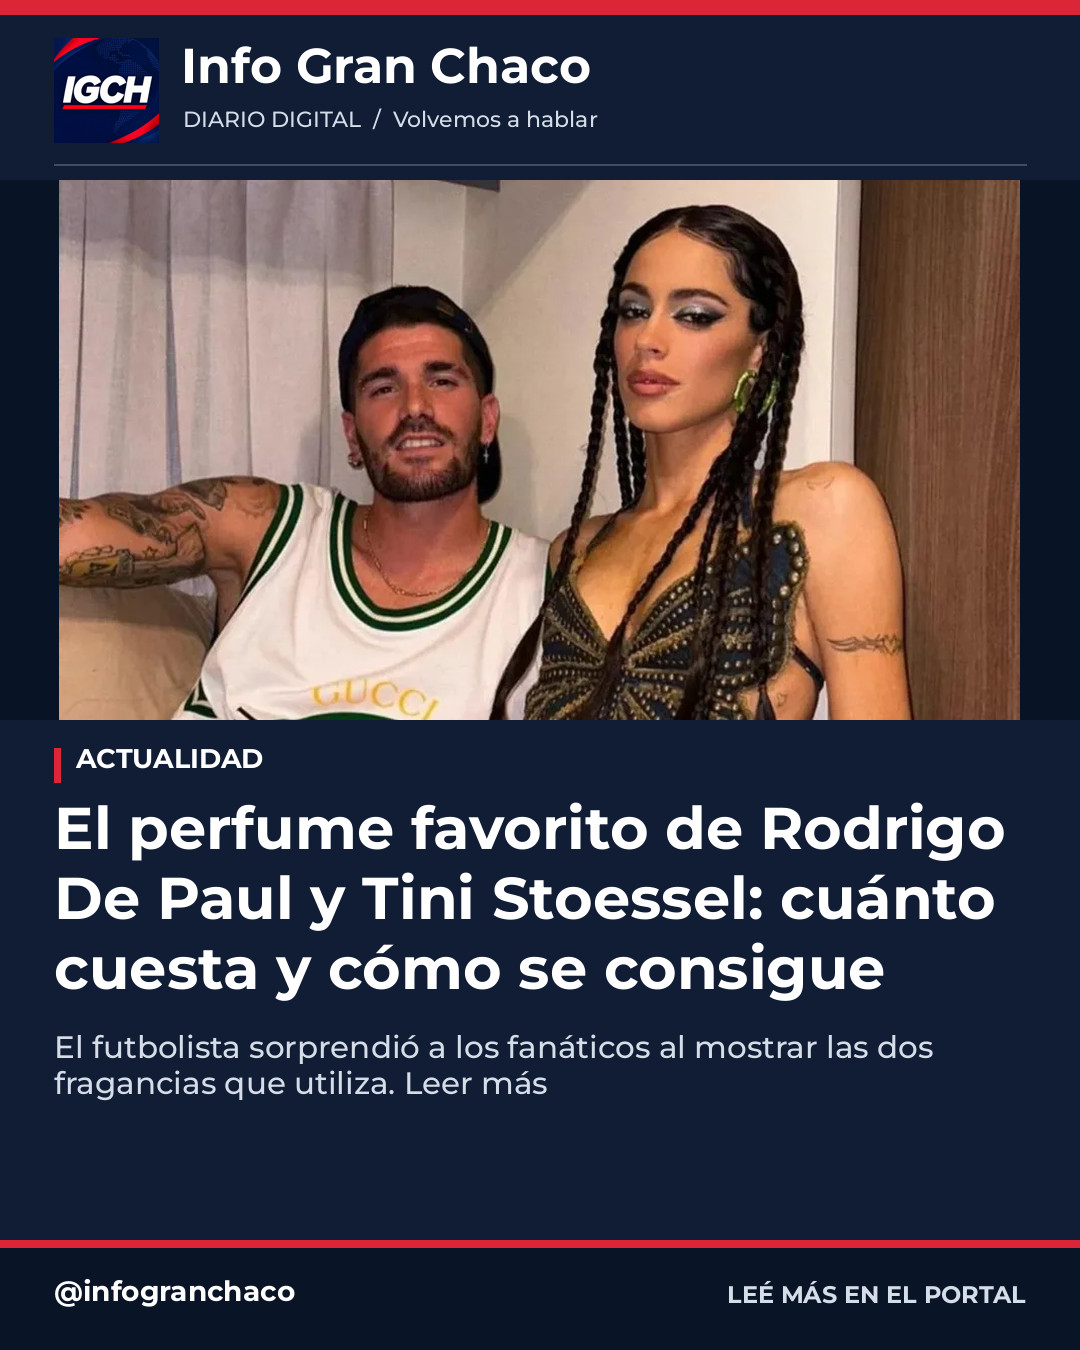 IGCH
Info Gran Chaco
DIARIO DIGITAL / Volvemos a hablar
GUCCI
ACTUALIDAD
El perfume favorito de Rodrigo
De Paul y Tini Stoessel: cuánto
cuesta y cómo se consigue
El futbolista sorprendió a los fanáticos al mostrar las dos
fragancias que utiliza. Leer más
@infogranchaco
LEÉ MÁS EN EL PORTAL